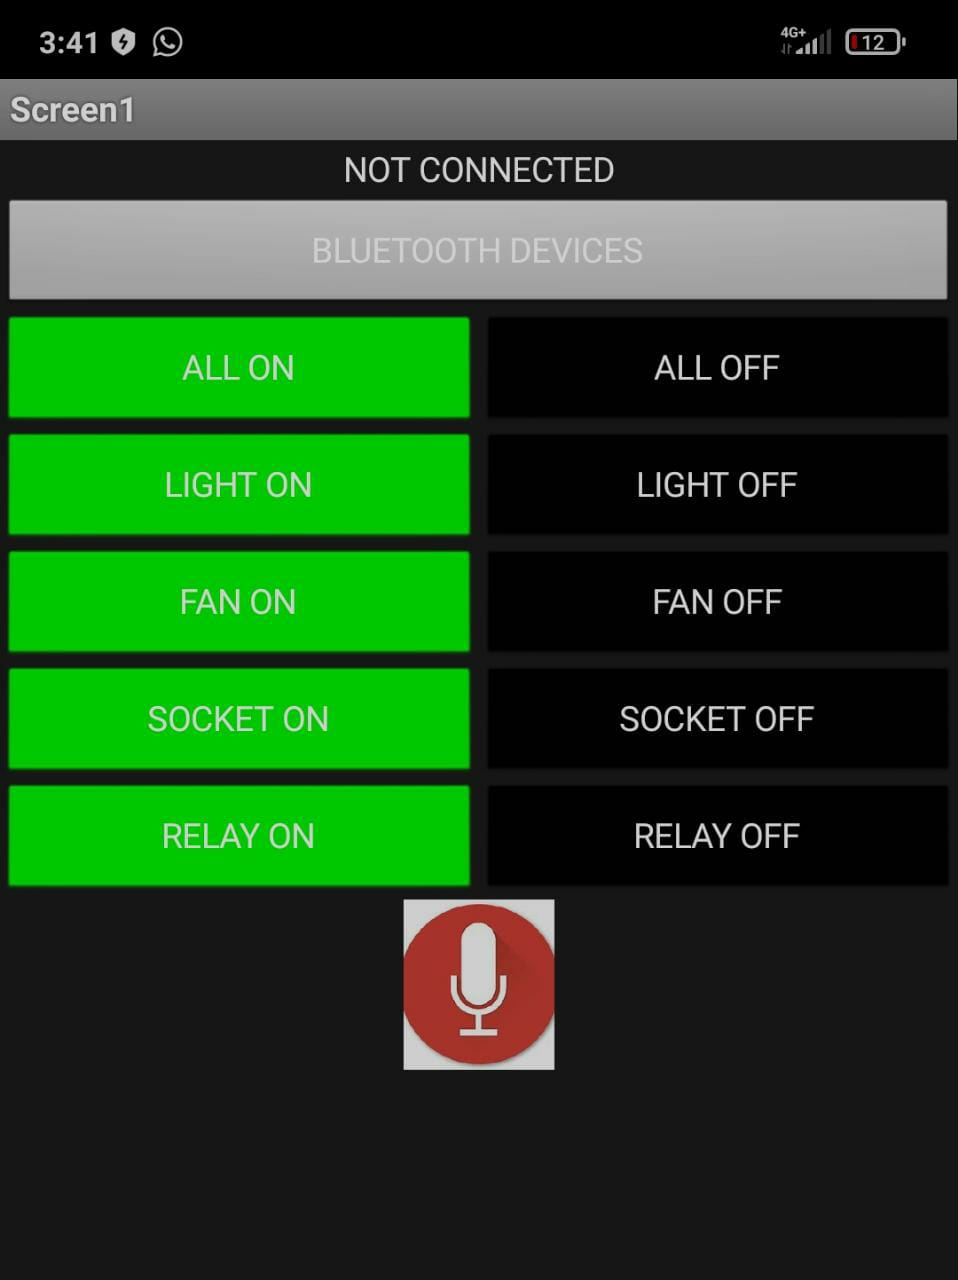 3:41 4G+ 12
Screen1
NOT CONNECTED
BLUETOOTH DEVICES
ALL ON ALL OFF
LIGHT ON LIGHT OFF
FAN ON FAN OFF
SOCKET ON SOCKET OFF
RELAY ON RELAY OFF